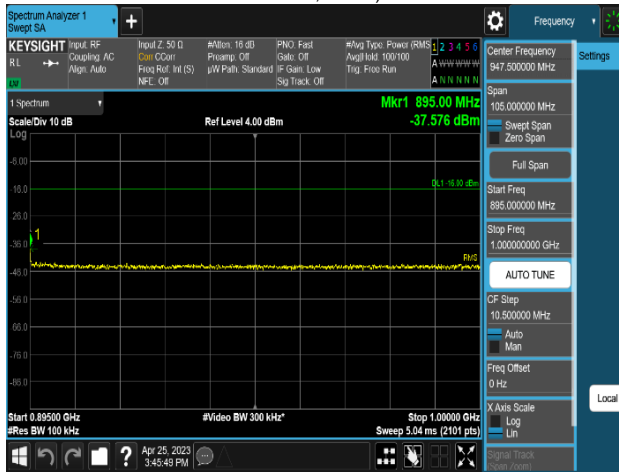 Spectrum Analyzer 1
Swept SA
Frequency
KEYSIGHT
Input: RF
Input Z: 50 Ω
#Atten: 16 dB
PNO: Fast
#Avg Type: Power (RMS
1 2 3 4 5 6
RL
Coupling: AC
Corr CCorr
Preamp: Off
Gate: Off
Avg|Hold: 100/100
A W W W W W
Align: Auto
Freq Ref: Int (S)
µW Path: Standard
IF Gain: Low
Trig: Free Run
NFE: Off
Sig Track: Off
A N N N N N
Center Frequency
947.500000 MHz
Settings
Span
105.000000 MHz
Swept Span
Zero Span
Full Span
Start Freq
895.000000 MHz
Stop Freq
1.000000000 GHz
AUTO TUNE
CF Step
10.500000 MHz
Auto
Man
Freq Offset
0 Hz
X Axis Scale
Log
Lin
Signal Track
(Span Zoom)
Local
1 Spectrum
Mkr1 895.00 MHz
Scale/Div 10 dB
Ref Level 4.00 dBm
-37.576 dBm
Log
-6.00
DL1 -16.00 dBm
-16.0
-26.0
1
-36.0
RMS
-46.0
-56.0
-66.0
-76.0
-86.0
Start 0.89500 GHz
#Video BW 300 kHz*
Stop 1.00000 GHz
#Res BW 100 kHz
Sweep 5.04 ms (2101 pts)
?
Apr 25, 2023
3:45:49 PM